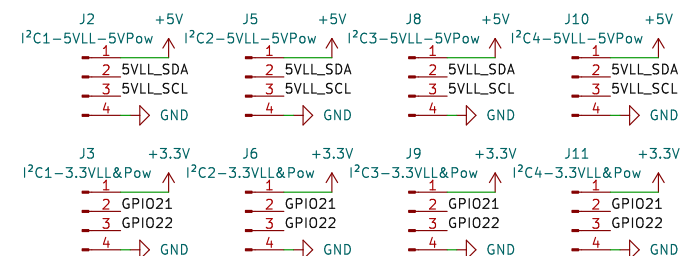 J2 +5V J5 +5V J8 +5V J10 +5V
I²C1-5VLL-5VPow I²C2-5VLL-5VPow I²C3-5VLL-5VPow I²C4-5VLL-5VPow
1 1 1 1
2 5VLL_SDA 2 5VLL_SDA 2 5VLL_SDA 2 5VLL_SDA
3 5VLL_SCL 3 5VLL_SCL 3 5VLL_SCL 3 5VLL_SCL
4 GND 4 GND 4 GND 4 GND
J3 +3.3V J6 +3.3V J9 +3.3V J11 +3.3V
I²C1-3.3VLL&Pow I²C2-3.3VLL&Pow I²C3-3.3VLL&Pow I²C4-3.3VLL&Pow
1 1 1 1
2 GPIO21 2 GPIO21 2 GPIO21 2 GPIO21
3 GPIO22 3 GPIO22 3 GPIO22 3 GPIO22
4 GND 4 GND 4 GND 4 GND